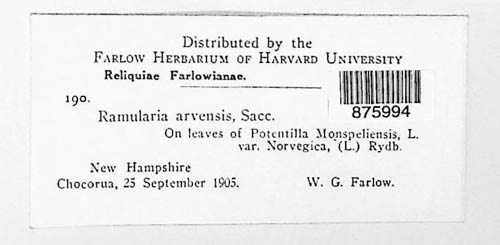 Distributed by the
FARLOW HERBARIUM OF HARVARD UNIVERSITY
Reliquiae Farlowianae.
875994
190.
Ramularia arvensis, Sacc.
On leaves of Potentilla Monspeliensis, L.
var. Norvegica, (L.) Rydb.
New Hampshire
Chocorua, 25 September 1905.
W. G. Farlow.